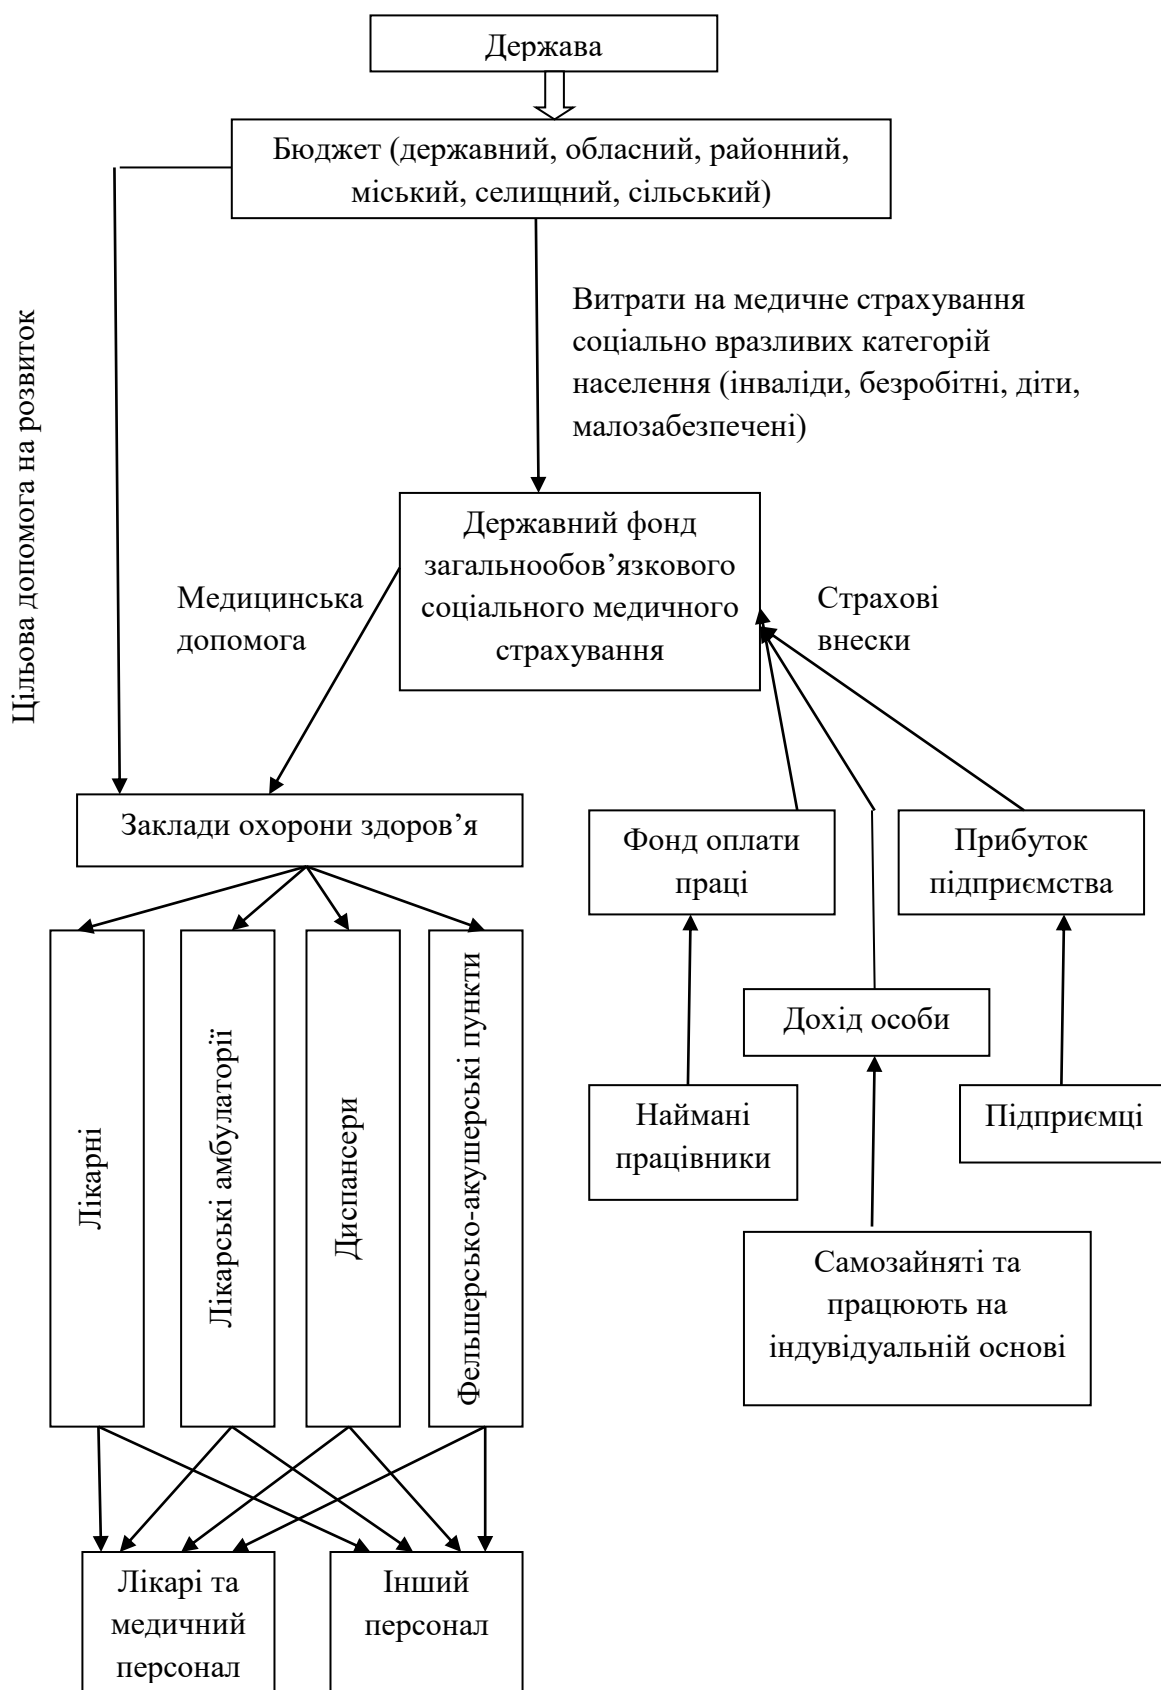 Держава
Бюджет (державний, обласний, районний,
міський, селищний, сільський)
Цільова допомога на розвиток
Витрати на медичне страхування
соціально вразливих категорій
населення (інваліди, безробітні, діти,
малозабезпечені)
Державний фонд
загальнообов’язкового
соціального медичного
страхування
Медицинська
допомога
Страхові
внески
Заклади охорони здоров’я
Фонд оплати
праці
Прибуток
підприємства
Лікарні
Лікарські амбулаторії
Диспансери
Фельшерсько-акушерські пункти
Дохід особи
Наймані
працівники
Підприємці
Самозайняті та
працюють на
індувідуальній основі
Лікарі та
медичний
персонал
Інший
персонал